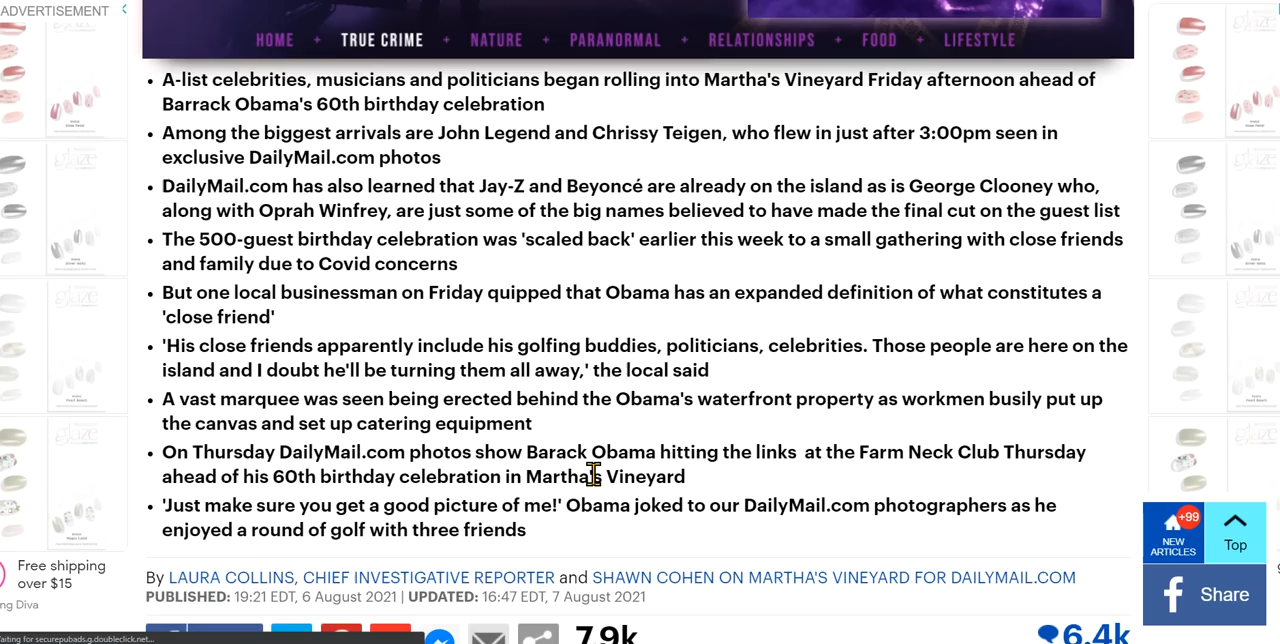 ADVERTISEMENT
HOME + TRUE CRIME + NATURE + PARANORMAL + RELATIONSHIPS + FOOD + LIFESTYLE
• A-list celebrities, musicians and politicians began rolling into Martha's Vineyard Friday afternoon ahead of
Barrack Obama's 60th birthday celebration
• Among the biggest arrivals are John Legend and Chrissy Teigen, who flew in just after 3:00pm seen in
exclusive DailyMail.com photos
• DailyMail.com has also learned that Jay-Z and Beyoncé are already on the island as is George Clooney who,
along with Oprah Winfrey, are just some of the big names believed to have made the final cut on the guest list
• The 500-guest birthday celebration was 'scaled back' earlier this week to a small gathering with close friends
and family due to Covid concerns
• But one local businessman on Friday quipped that Obama has an expanded definition of what constitutes a
'close friend'
• 'His close friends apparently include his golfing buddies, politicians, celebrities. Those people are here on the
island and I doubt he'll be turning them all away,' the local said
• A vast marquee was seen being erected behind the Obama's waterfront property as workmen busily put up
the canvas and set up catering equipment
• On Thursday DailyMail.com photos show Barack Obama hitting the links  at the Farm Neck Club Thursday
ahead of his 60th birthday celebration in Martha's Vineyard
• 'Just make sure you get a good picture of me!' Obama joked to our DailyMail.com photographers as he
enjoyed a round of golf with three friends
By LAURA COLLINS, CHIEF INVESTIGATIVE REPORTER and SHAWN COHEN ON MARTHA'S VINEYARD FOR DAILYMAIL.COM
PUBLISHED: 19:21 EDT, 6 August 2021 | UPDATED: 16:47 EDT, 7 August 2021
7.9k
6.4k
Free shipping
over $15
ng Diva
+99
NEW
ARTICLES
Top
Share
aiting for securepubads.g.doubleclick.net...